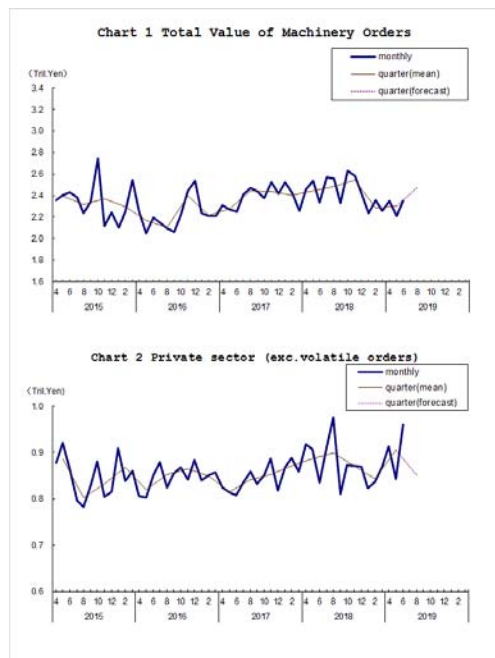 Chart 1 Total Value of Machinery Orders
monthly
quarter(mean)
quarter(forecast)
(Tril.Yen)
3.4
3.2
3.0
2.8
2.6
2.4
2.2
2.0
1.8
1.6
4 6 8 10 12 2 4 6 8 10 12 2 4 6 8 10 12 2 4 6 8 10 12 2 4 6 8 10 12 2
2015 2016 2017 2018 2019
Chart 2 Private sector (exc.volatile orders)
monthly
quarter(mean)
quarter(forecast)
(Tril.Yen)
1.0
0.9
0.8
0.7
0.6
4 6 8 10 12 2 4 6 8 10 12 2 4 6 8 10 12 2 4 6 8 10 12 2 4 6 8 10 12 2
2015 2016 2017 2018 2019